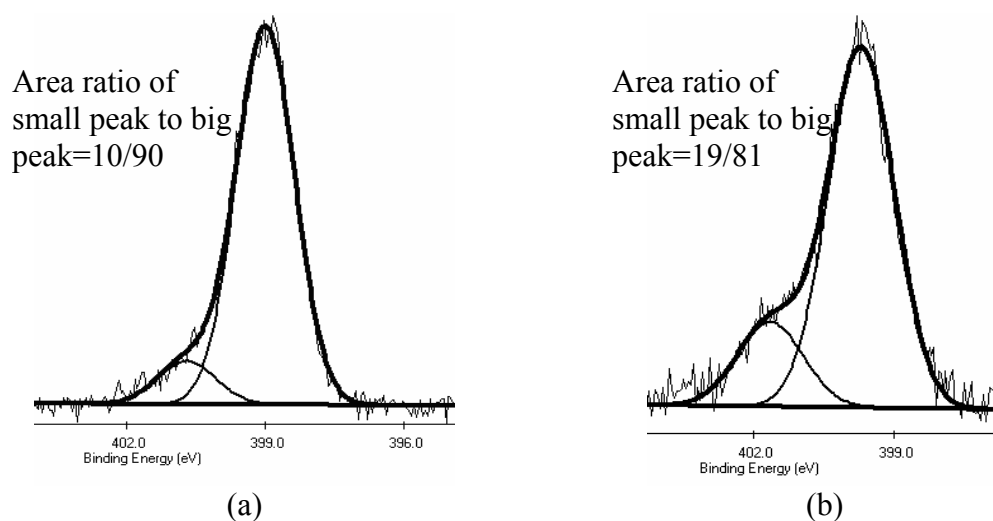 Area ratio of
small peak to big
peak=10/90
402.0 399.0 396.0
Binding Energy (eV)
(a)
Area ratio of
small peak to big
peak=19/81
402.0 399.0
Binding Energy (eV)
(b)